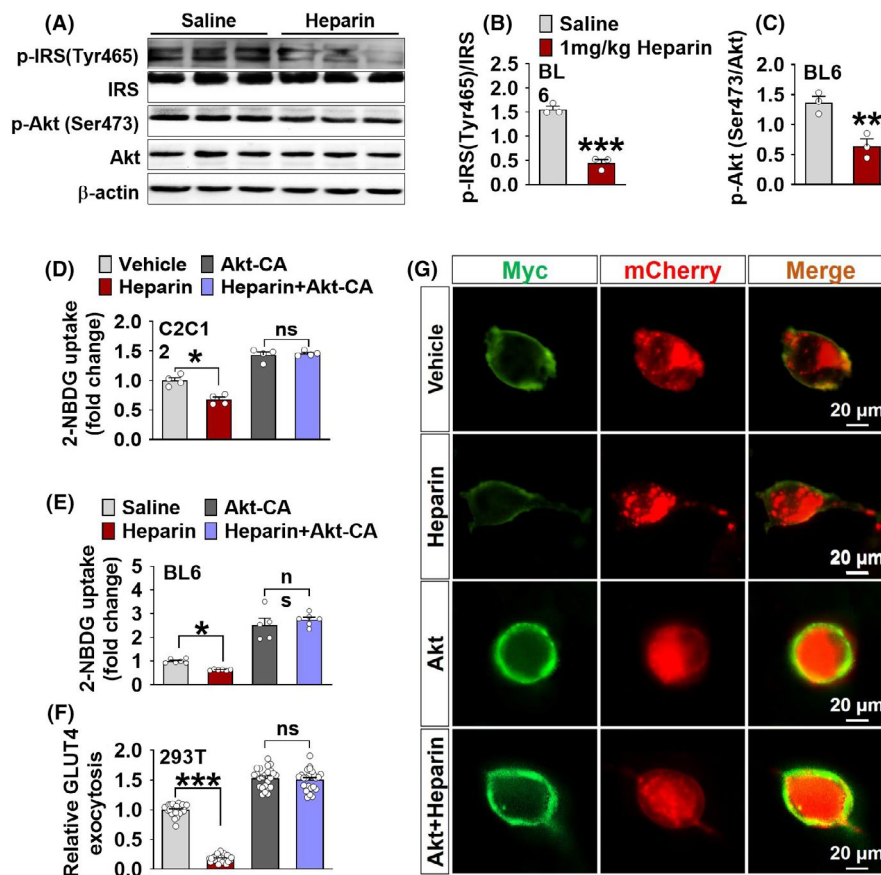 (A)
Saline Heparin
p-IRS(Tyr465)
IRS
p-Akt (Ser473)
Akt
β-actin
(B)
Saline
1mg/kg Heparin
p-IRS(Tyr465)/IRS
2.0
1.5
1.0
0.5
0.0
BL
6
***
(C)
p-Akt (Ser473/Akt)
2.0
1.5
1.0
0.5
0.0
BL6
**
(D)
Vehicle Akt-CA
Heparin Heparin+Akt-CA
2-NBDG uptake
(fold change)
2.0
1.5
1.0
0.5
0.0
C2C1
2
*
ns
(E)
Saline Akt-CA
Heparin Heparin+Akt-CA
2-NBDG uptake
(fold change)
5
4
3
2
1
0
BL6
*
n
s
(F)
Relative GLUT4
exocytosis
2.0
1.5
1.0
0.5
0.0
293T
***
ns
(G)
Myc mCherry Merge
Vehicle
20 μm
Heparin
20 μm
Akt
20 μm
Akt+Heparin
20 μm